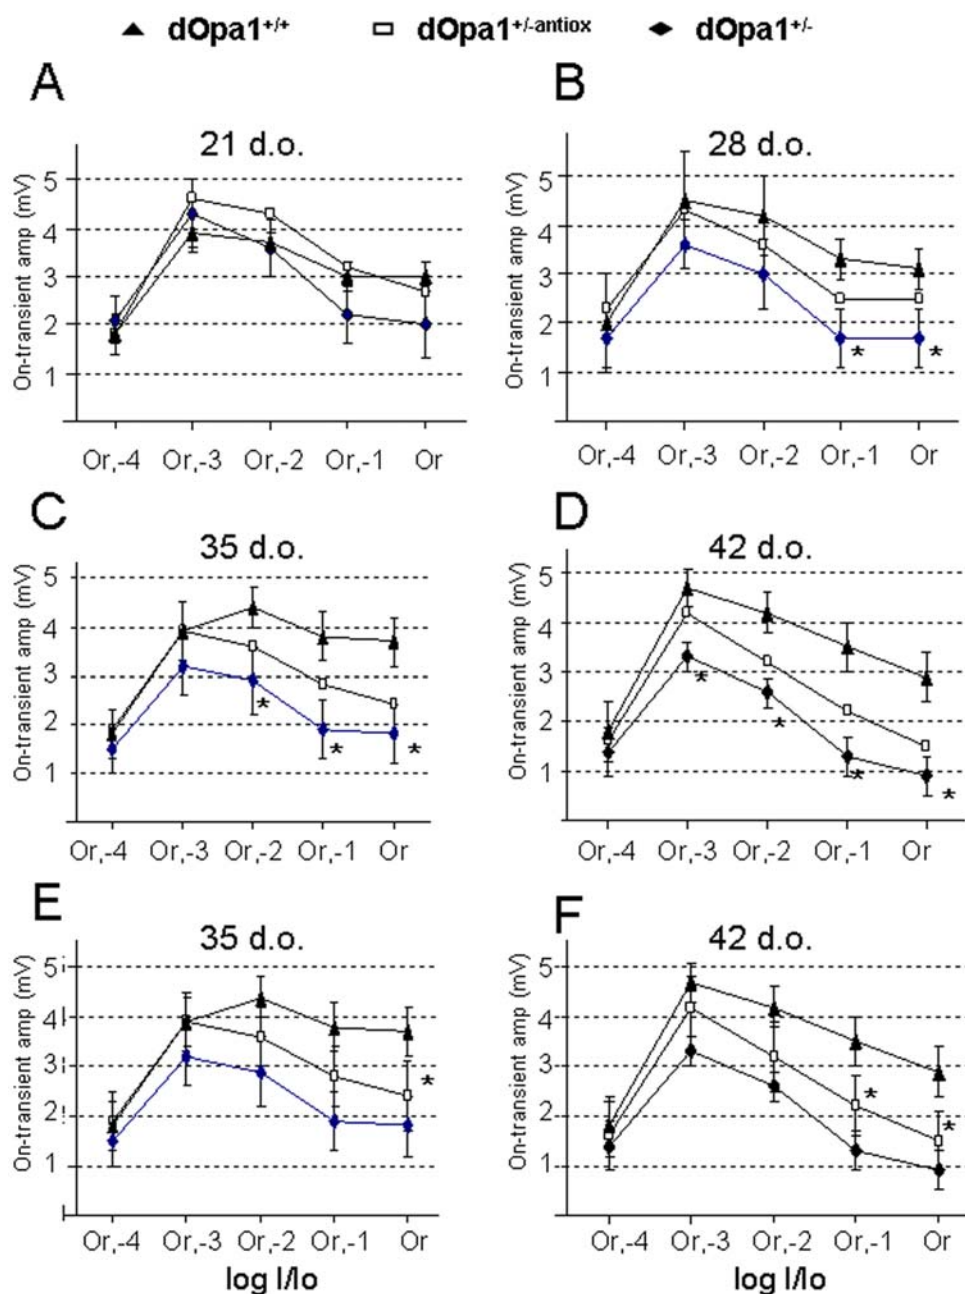 dOpa1+/+ dOpa1+/-antiox dOpa1+/-
A
21 d.o.
On-transient amp (mV)
5
4
3
2
1
Or,-4 Or,-3 Or,-2 Or,-1 Or
B
28 d.o.
On-transient amp (mV)
5
4
3
2
1
* *
Or,-4 Or,-3 Or,-2 Or,-1 Or
C
35 d.o.
On-transient amp (mV)
5
4
3
2
1
* * *
Or,-4 Or,-3 Or,-2 Or,-1 Or
D
42 d.o.
On-transient amp (mV)
5
4
3
2
1
* * * *
Or,-4 Or,-3 Or,-2 Or,-1 Or
E
35 d.o.
On-transient amp (mV)
5
4
3
2
1
*
Or,-4 Or,-3 Or,-2 Or,-1 Or
log I/Io
F
42 d.o.
On-transient amp (mV)
5
4
3
2
1
* *
Or,-4 Or,-3 Or,-2 Or,-1 Or
log I/Io